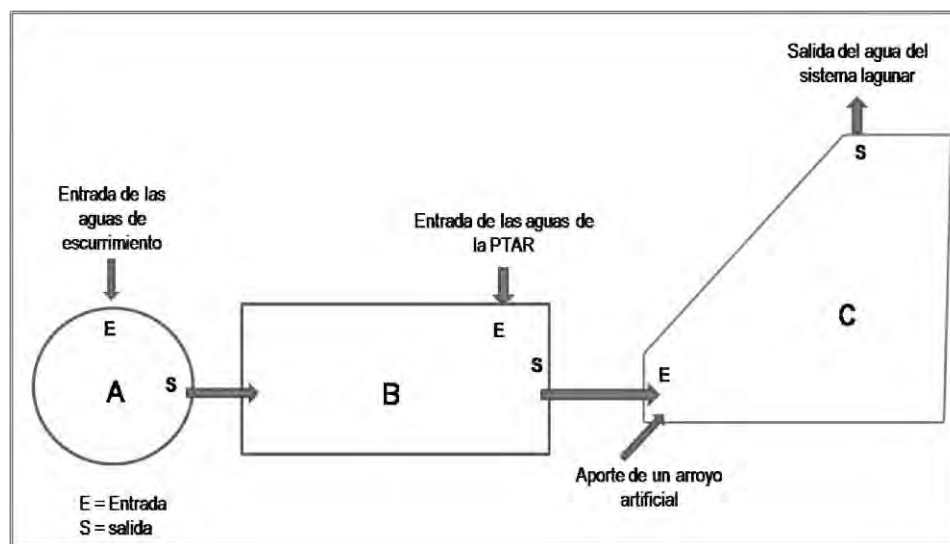 Salida del agua del
sistema lagunar
S
Entrada de las
aguas de
escurrimiento
Entrada de las aguas de
la PTAR
E
A
S
E
S
B
E
C
Aporte de un arroyo
artificial
E = Entrada
S = salida